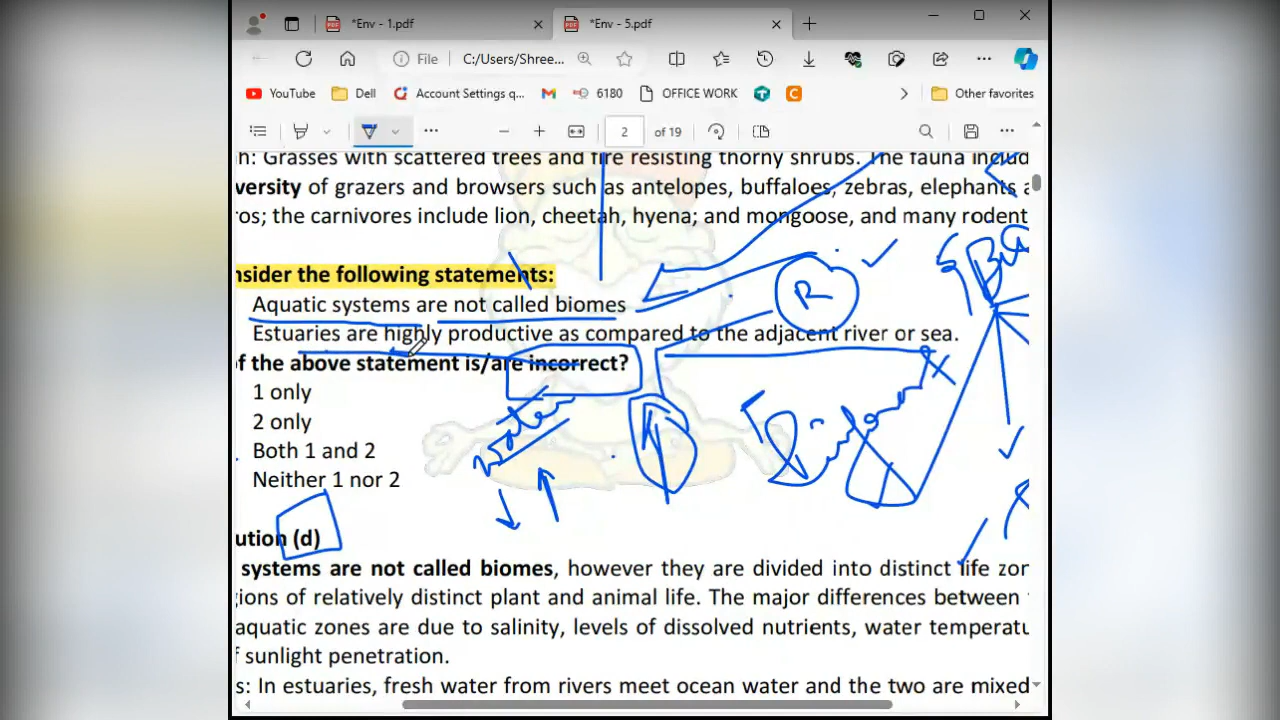 *Env - 1.pdf
*Env - 5.pdf
File
C:/Users/Shree...
YouTube
Dell
Account Settings q...
6180
OFFICE WORK
Other favorites
2 of 19
h: Grasses with scattered trees and fire resisting thorny shrubs. The fauna includ
versity of grazers and browsers such as antelopes, buffaloes, zebras, elephants a
ros; the carnivores include lion, cheetah, hyena; and mongoose, and many rodent
nsider the following statements:
Aquatic systems are not called biomes
Estuaries are highly productive as compared to the adjacent river or sea.
f the above statement is/are incorrect?
1 only
2 only
Both 1 and 2
Neither 1 nor 2
ution (d)
systems are not called biomes, however they are divided into distinct life zon
gions of relatively distinct plant and animal life. The major differences between
aquatic zones are due to salinity, levels of dissolved nutrients, water temperatu
f sunlight penetration.
s: In estuaries, fresh water from rivers meet ocean water and the two are mixed
R
water